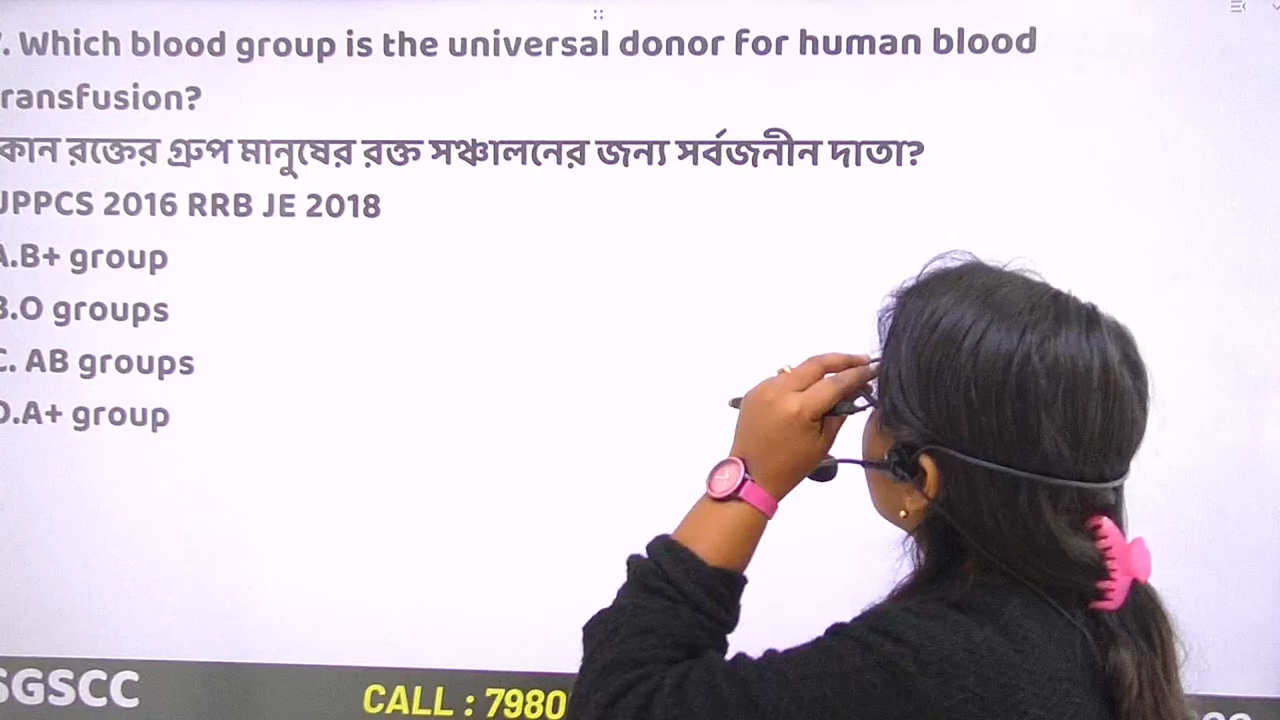 . Which blood group is the universal donor for human blood
ransfusion?
কান রক্তের গ্রুপ মানুষের রক্ত সঞ্চালনের জন্য সর্বজনীন দাতা?
JPPCS 2016 RRB JE 2018
A.B+ group
B.O groups
C. AB groups
D.A+ group
SGSCC
CALL : 7980